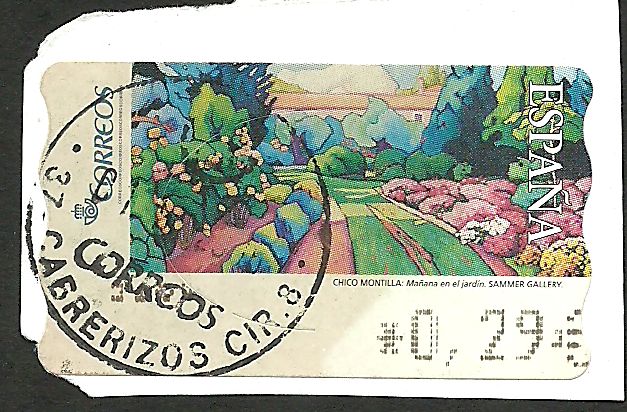 CORREOS
ESPAÑA
CHICO MONTILLA: Mañana en el jardín. SAMMER GALLERY.
*0,29€
CORREOS
37 CABRERIZOS CIR.8